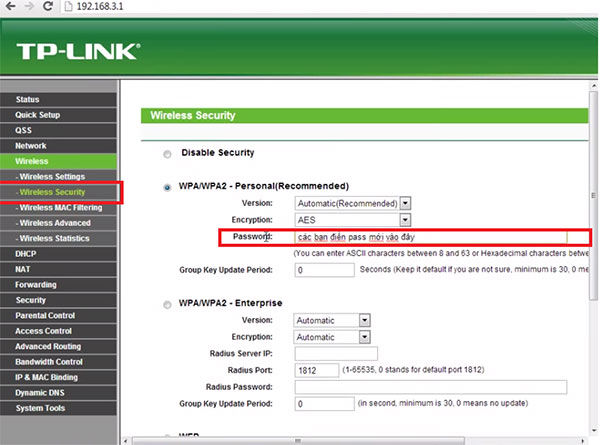 192.168.3.1
TP-LINK®
Status
Quick Setup
QSS
Network
Wireless
- Wireless Settings
- Wireless Security
- Wireless MAC Filtering
- Wireless Advanced
- Wireless Statistics
DHCP
NAT
Forwarding
Security
Parental Control
Access Control
Advanced Routing
Bandwidth Control
IP & MAC Binding
Dynamic DNS
System Tools
Wireless Security
Disable Security
WPA/WPA2 - Personal(Recommended)
Version: Automatic(Recommended)
Encryption: AES
Password: các bạn điền pass mới vào đây
(You can enter ASCII characters between 8 and 63 or Hexadecimal characters betwe
Group Key Update Period: 0 Seconds (Keep it default if you are not sure, minimum is 30, 0 me
WPA/WPA2 - Enterprise
Version: Automatic
Encryption: Automatic
Radius Server IP:
Radius Port: 1812 (1-65535, 0 stands for default port 1812)
Radius Password:
Group Key Update Period: 0 (in second, minimum is 30, 0 means no update)